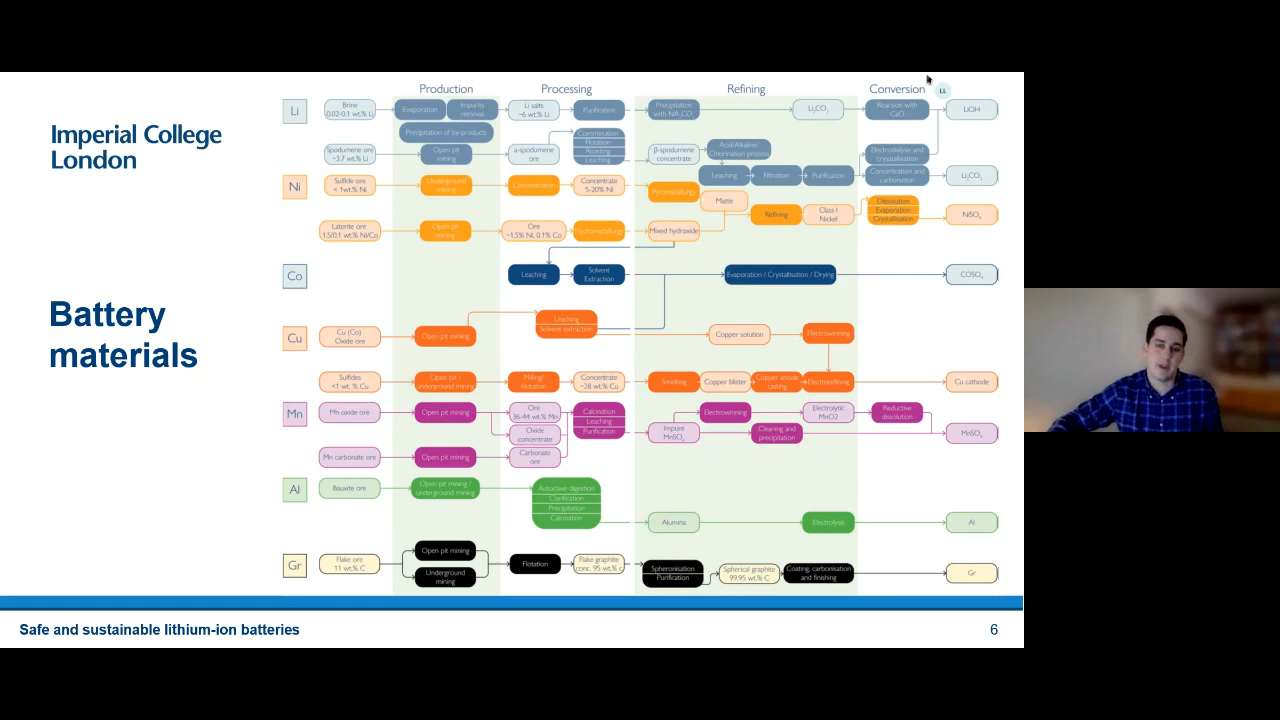 Production
Processing
Refining
Conversion
LL
Imperial College
London
Battery
materials
Li
Brine
0.02-0.1 wt.% Li
Evaporation
Impurity
removal
Li salts
~6 wt.% Li
Purification
Precipitation
with NA₂CO₃
Li₂CO₃
Reaction with
CaO
LiOH
Precipitation of by-products
Spodumene ore
~3.7 wt.% Li
Open pit
mining
α-spodumene
ore
Comminution
Flotation
Roasting
Leaching
β-spodumene
concentrate
Acid/Alkaline/
Chlorination process
Leaching
Filtration
Purification
Electrodialysis and
crystallisation
Concentration and
carbonation
Li₂CO₃
Ni
Sulfide ore
< 1wt.% Ni
Underground
mining
Concentration
Concentrate
5-20% Ni
Pyrometallurgy
Matte
Refining
Class I
Nickel
Dissolution
Evaporation
Crystallisation
NiSO₄
Laterite ore
1.5/0.1 wt.% Ni/Co
Open pit
mining
Ore
~1.5% Ni, 0.1% Co
Hydrometallurgy
Mixed hydroxide
Co
Leaching
Solvent
Extraction
Evaporation / Crystallisation / Drying
COSO₄
Cu
Cu (Co)
Oxide ore
Open pit mining
Leaching
Solvent extraction
Copper solution
Electrowinning
Sulfides
<1 wt. % Cu
Open pit /
underground mining
Milling/
Flotation
Concentrate
~28 wt.% Cu
Smelting
Copper blister
Copper anode
casting
Electrorefining
Cu cathode
Mn
Mn oxide ore
Open pit mining
Ore
36-44 wt.% Mn
Oxide
concentrate
Calcination
Leaching
Purification
Electrowinning
Electrolytic
MnO2
Reductive
dissolution
Impure
MnSO₄
Cleaning and
precipitation
MnSO₄
Mn carbonate ore
Open pit mining
Carbonate
ore
Al
Bauxite ore
Open pit mining /
underground mining
Autoclave digestion
Clarification
Precipitation
Calcination
Alumina
Electrolysis
Al
Gr
Flake ore
11 wt.% C
Open pit mining
Underground
mining
Flotation
Flake graphite
conc. 95 wt.% c
Spheronisation
Purification
Spherical graphite
99.95 wt.% C
Coating, carbonisation
and finishing
Gr
Safe and sustainable lithium-ion batteries
6